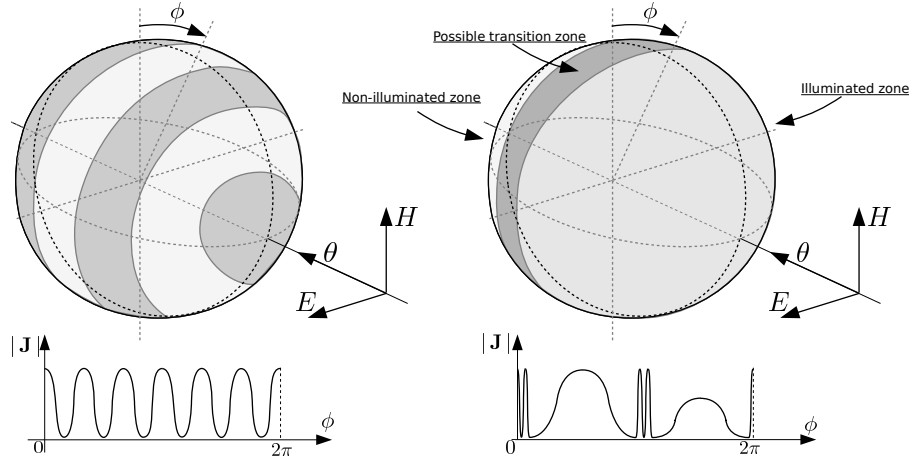 ϕ
ϕ
Possible transition zone
Non-illuminated zone
Illuminated zone
H
H
θ
θ
E
E
| J |
| J |
ϕ
ϕ
0
2π
0
2π